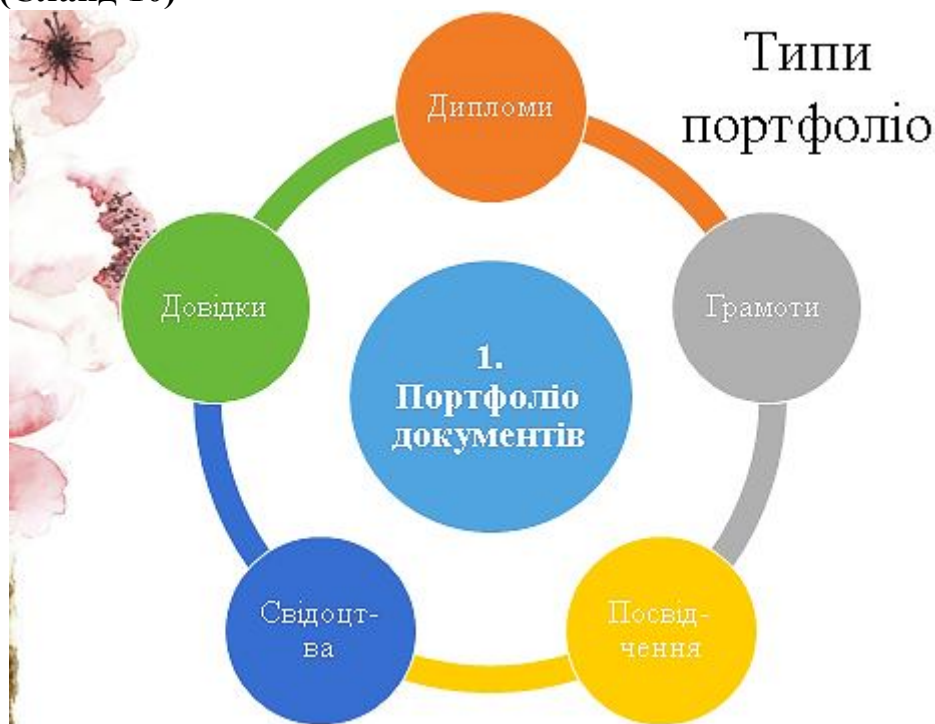 Типи
портфоліо
Дипломи
Грамоти
Посвід-
чення
Свідоцт-
ва
Довідки
1.
Портфоліо
документів